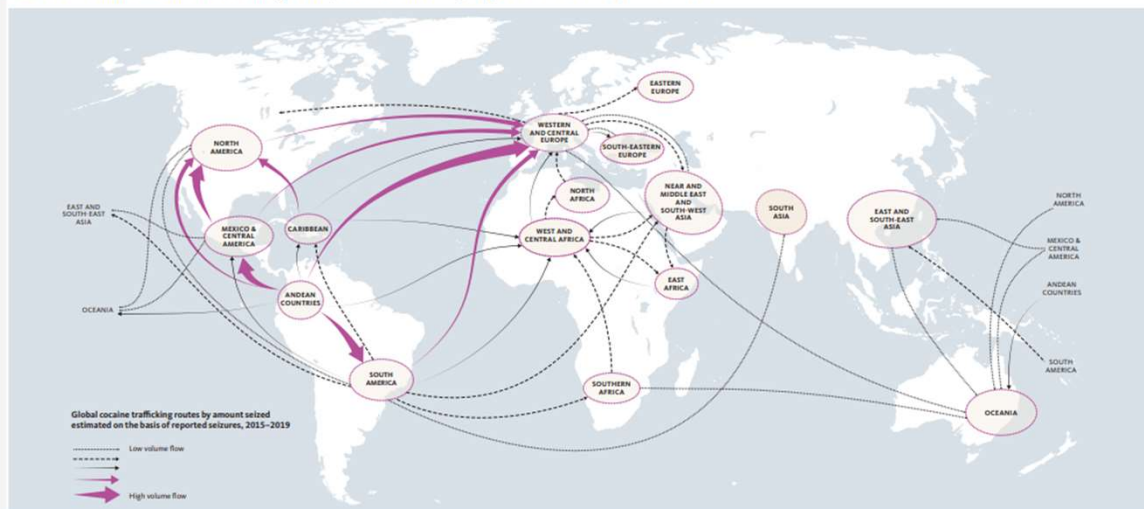 EASTERN
EUROPE
WESTERN
AND CENTRAL
EUROPE
SOUTH-EASTERN
EUROPE
NORTH
AMERICA
NORTH
AFRICA
NEAR AND
MIDDLE EAST
AND
SOUTH-WEST
ASIA
SOUTH
ASIA
EAST AND
SOUTH-EAST
ASIA
NORTH
AMERICA
EAST AND
SOUTH-EAST
ASIA
MEXICO &
CENTRAL
AMERICA
CARIBBEAN
WEST AND
CENTRAL AFRICA
MEXICO &
CENTRAL
AMERICA
EAST
AFRICA
ANDEAN
COUNTRIES
ANDEAN
COUNTRIES
OCEANIA
SOUTH
AMERICA
SOUTH
AMERICA
SOUTHERN
AFRICA
OCEANIA
Global cocaine trafficking routes by amount seized
estimated on the basis of reported seizures, 2015–2019
Low volume flow
High volume flow